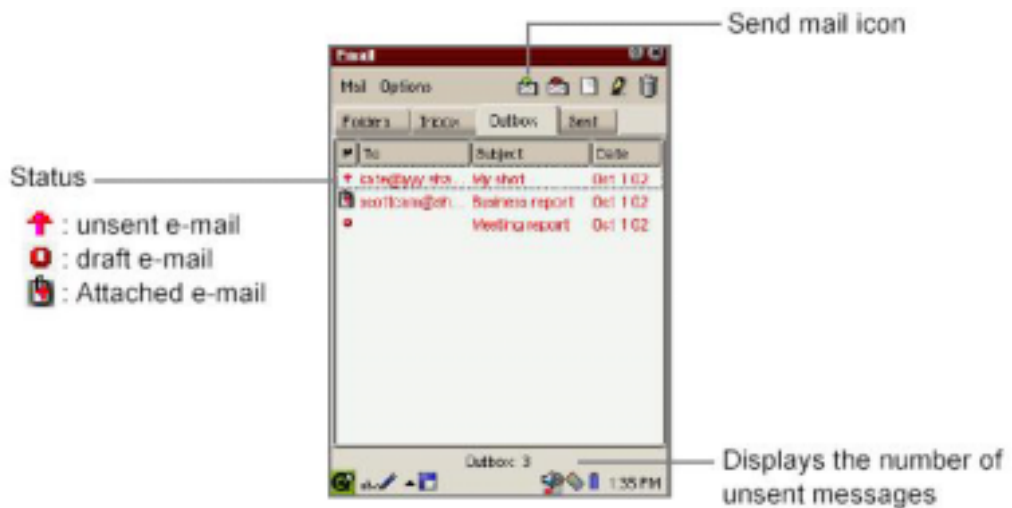 Send mail icon
Email
Mail Options
Folders Inbox Outbox Sent
To Subject Date
My shot Oct 1 02
Business report Oct 1 02
Meeting report Oct 1 02
Status
: unsent e-mail
: draft e-mail
: Attached e-mail
Outbox: 3
1:35 PM
Displays the number of
unsent messages